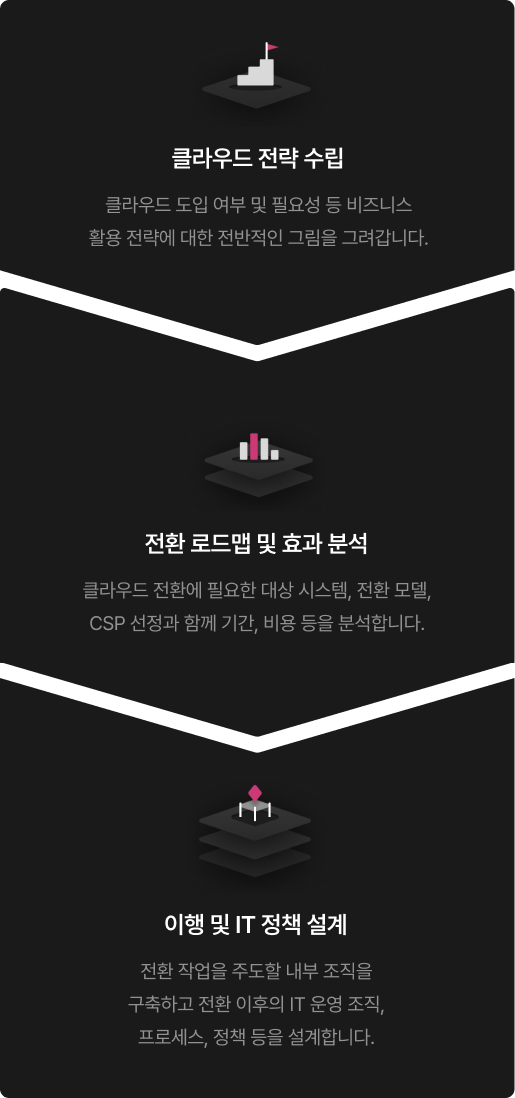 클라우드 전략 수립
클라우드 도입 여부 및 필요성 등 비즈니스
활용 전략에 대한 전반적인 그림을 그려갑니다.
전환 로드맵 및 효과 분석
클라우드 전환에 필요한 대상 시스템, 전환 모델,
CSP 선정과 함께 기간, 비용 등을 분석합니다.
이행 및 IT 정책 설계
전환 작업을 주도할 내부 조직을
구축하고 전환 이후의 IT 운영 조직,
프로세스, 정책 등을 설계합니다.